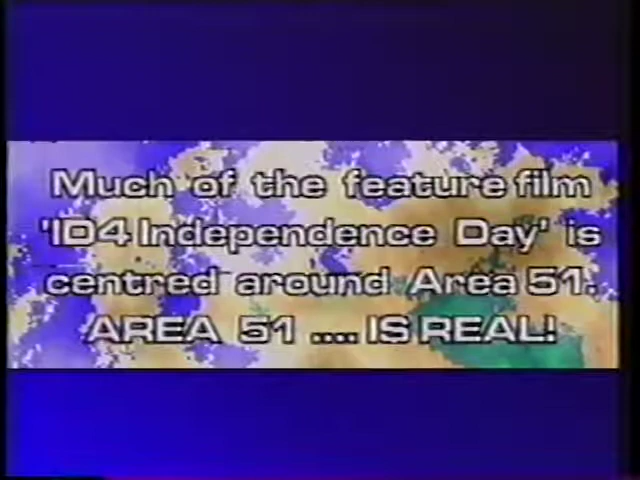 Much of the feature film
'ID4 Independence Day' is
centred around Area 51.
AREA 51 .... IS REAL!